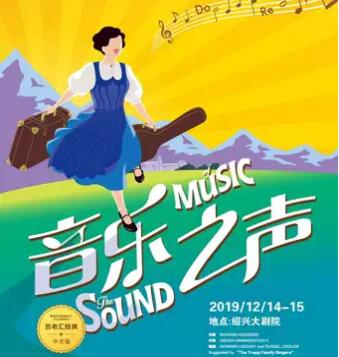 Do Re
MUSIC
音乐之声
The
SOUND
百老汇经典
中文版
2019/12/14-15
地点:绍兴大剧院
RICHARD RODGERS
OSCAR HAMMERSTEIN II
HOWARD LINDSAY and RUSSEL CROUSE
Suggested by "The Trapp Family Singers"